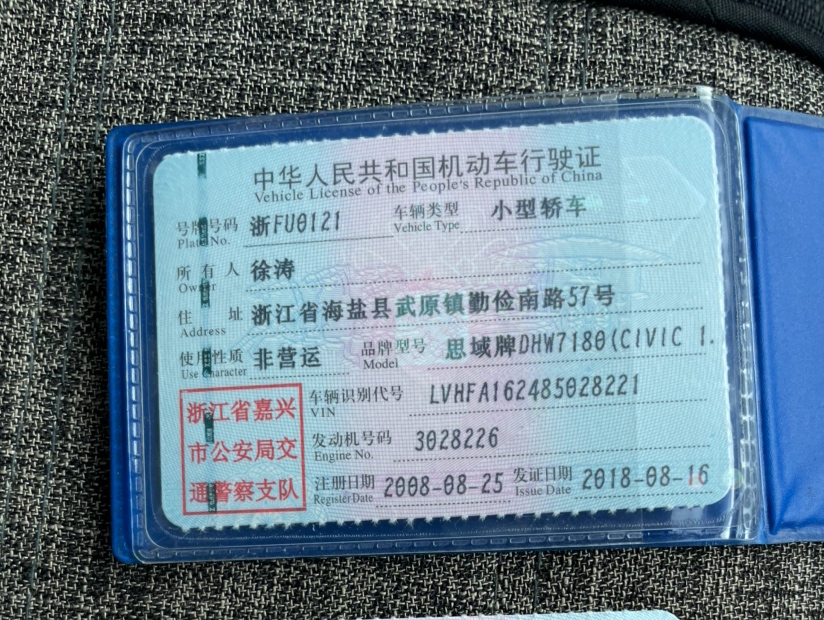 中华人民共和国机动车行驶证
Vehicle License of the People's Republic of China
号牌号码 浙FU0121 车辆类型 小型轿车
Plate No. Vehicle Type
所有人 徐涛
Owner
住址 浙江省海盐县武原镇勤俭南路57号
Address
使用性质 非营运 品牌型号 思域牌DHW7180(CIVIC 1.
Use Character Model
浙江省嘉兴
市公安局交
通警察支队
车辆识别代号 LVHFA162485028221
VIN
发动机号码 3028226
Engine No.
注册日期 2008-08-25 发证日期 2018-08-16
Register Date Issue Date